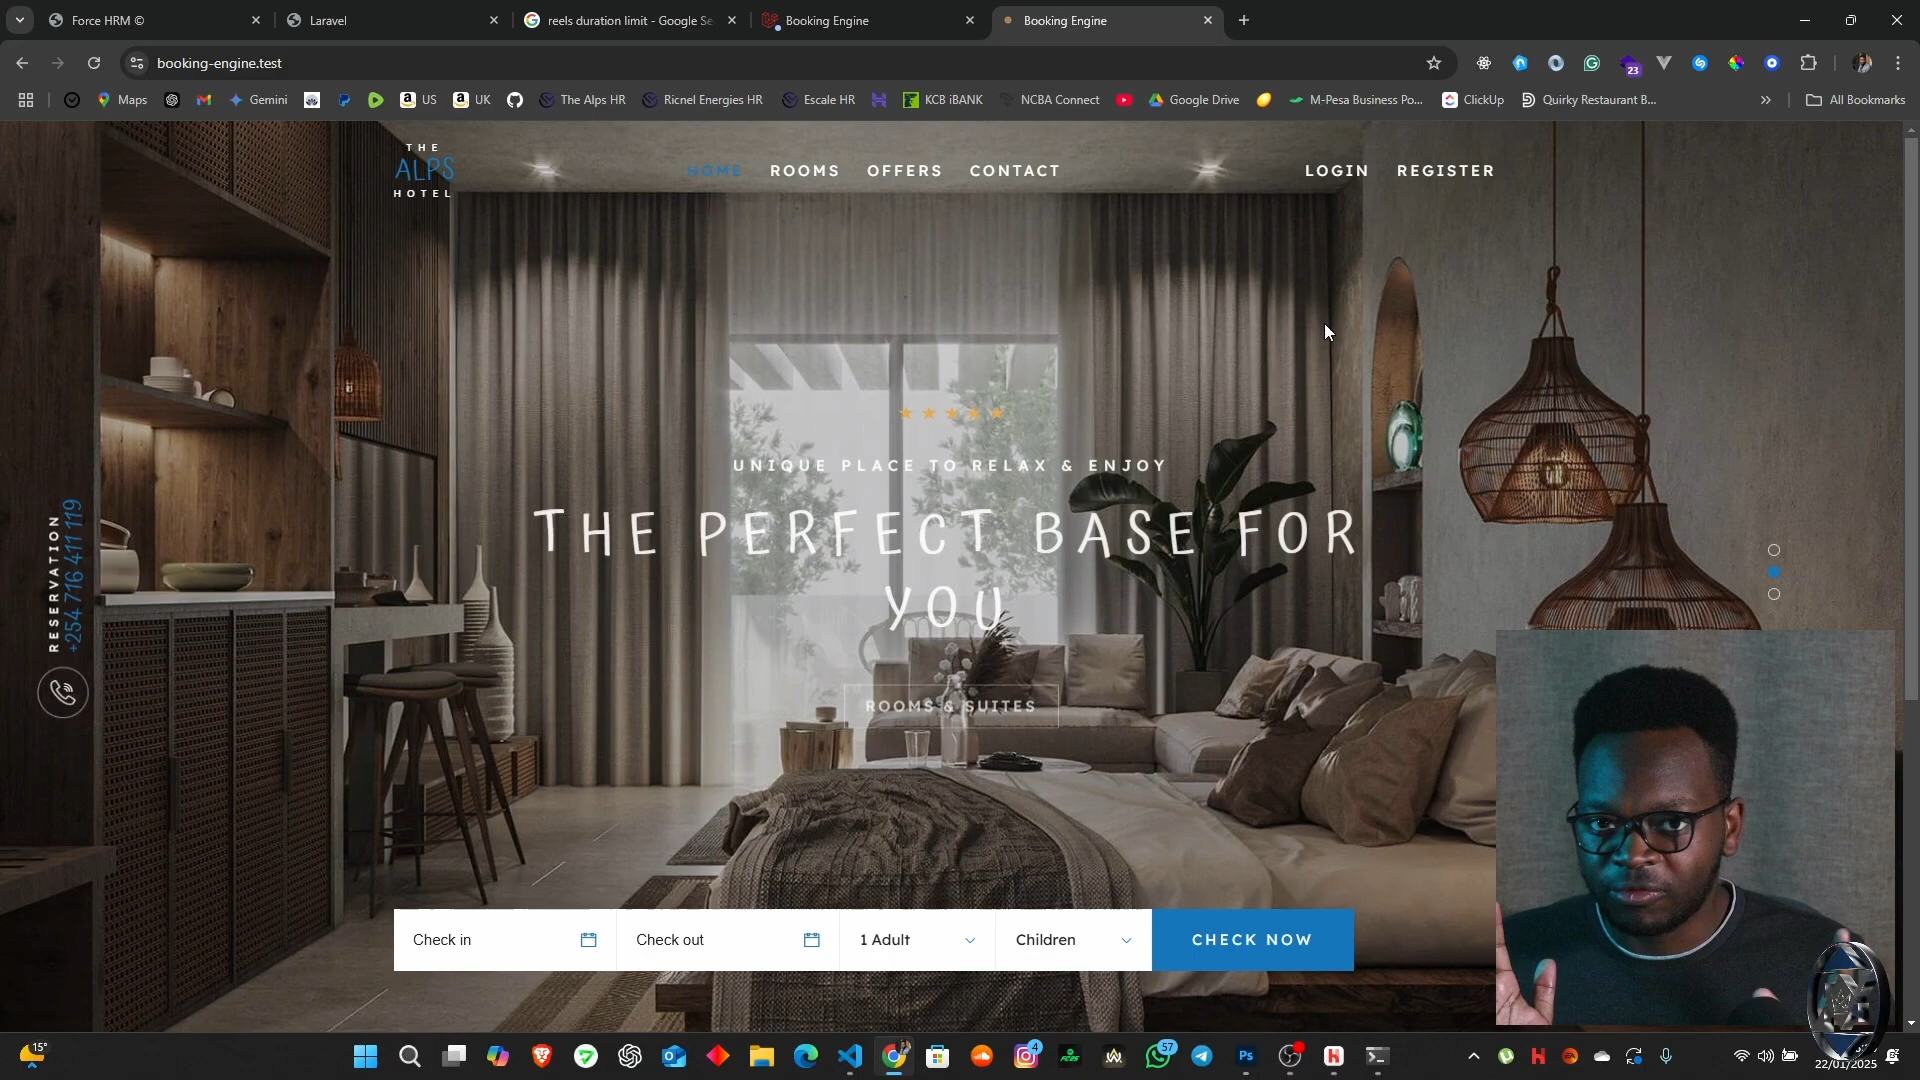 Force HRM ©
Laravel
reels duration limit - Google Se
Booking Engine
Booking Engine
booking-engine.test
23
Maps
Gemini
US
UK
The Alps HR
Ricnel Energies HR
Escale HR
KCB iBANK
NCBA Connect
Google Drive
M-Pesa Business Po...
ClickUp
Quirky Restaurant B...
All Bookmarks
THE
ALPS
HOTEL
HOME
ROOMS
OFFERS
CONTACT
LOGIN
REGISTER
UNIQUE PLACE TO RELAX & ENJOY
THE PERFECT BASE FOR
YOU
ROOMS & SUITES
RESERVATION
+254 716 411 119
Check in
Check out
1 Adult
Children
CHECK NOW
15°
4
57
Ps
22/01/2025